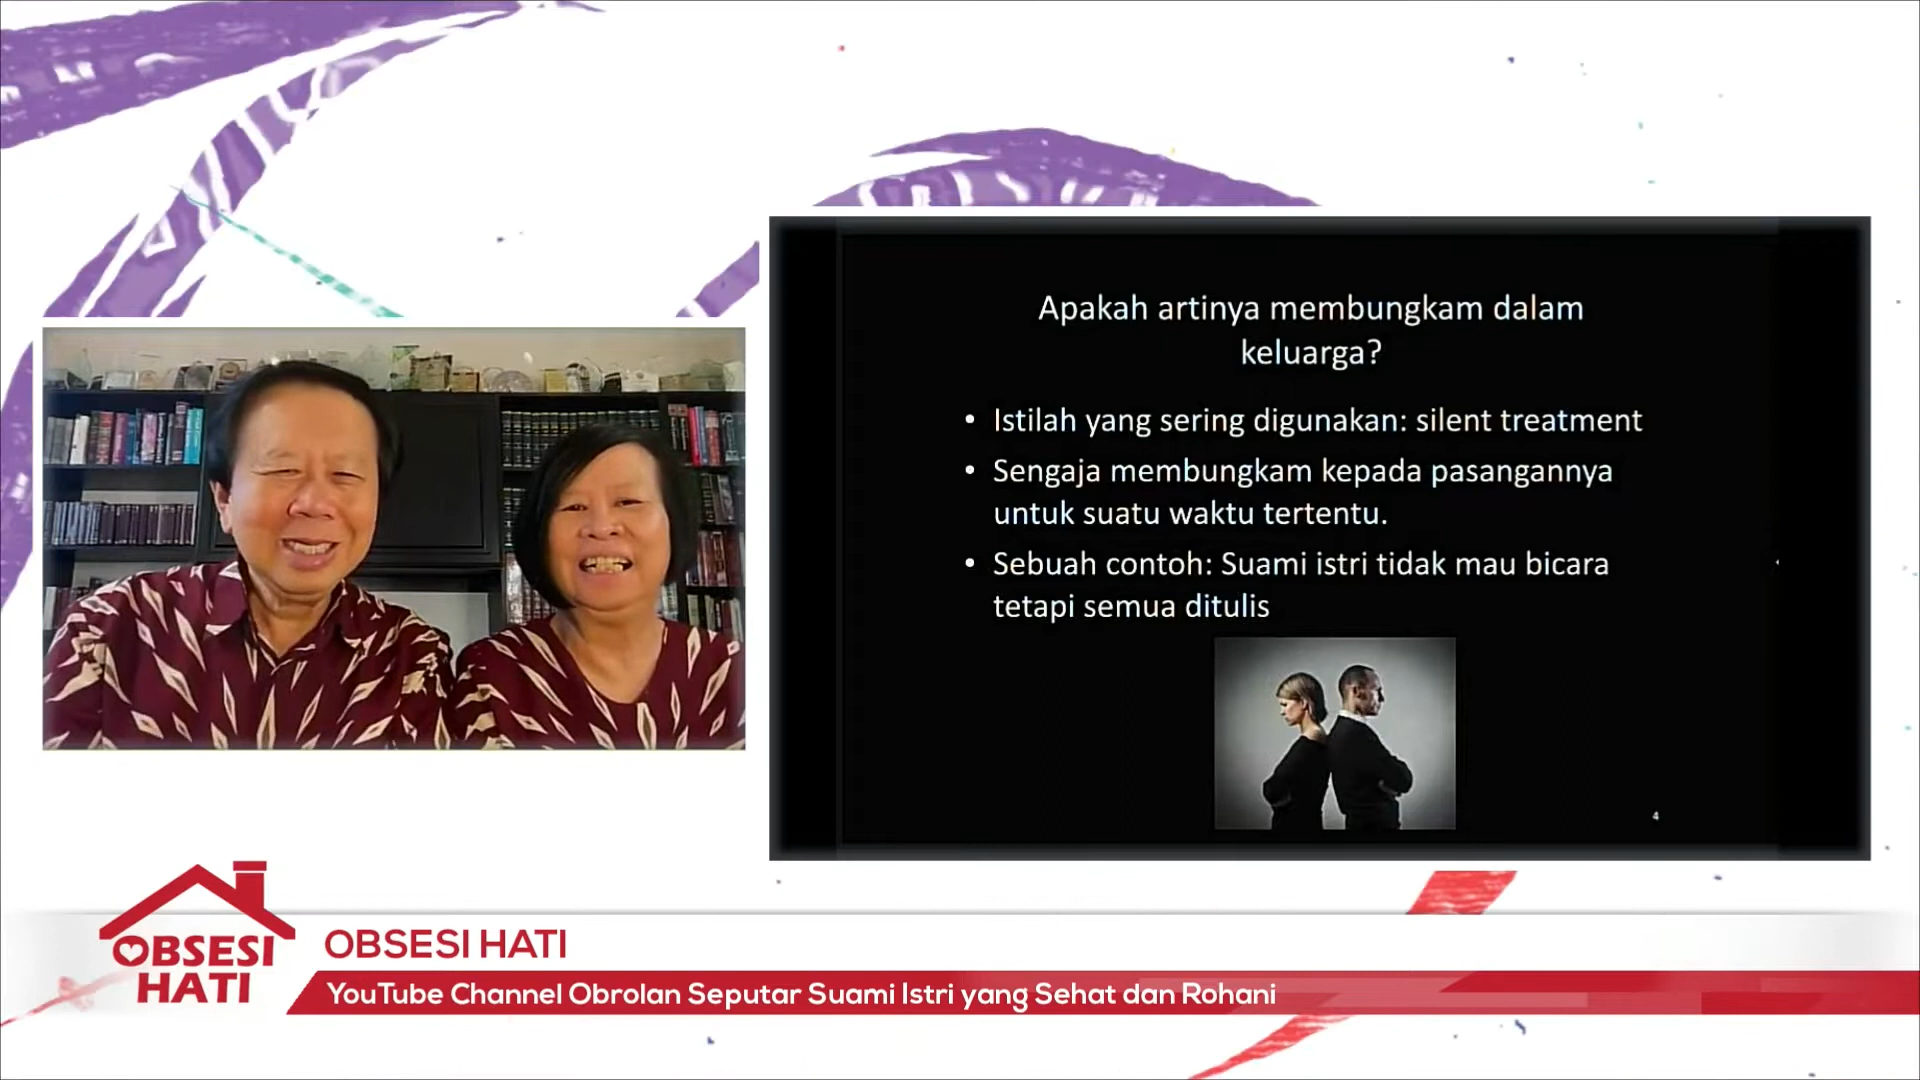 Apakah artinya membungkam dalam
keluarga?
• Istilah yang sering digunakan: silent treatment
• Sengaja membungkam kepada pasangannya
untuk suatu waktu tertentu.
• Sebuah contoh: Suami istri tidak mau bicara
tetapi semua ditulis
4
OBSESI
HATI
OBSESI HATI
YouTube Channel Obrolan Seputar Suami Istri yang Sehat dan Rohani